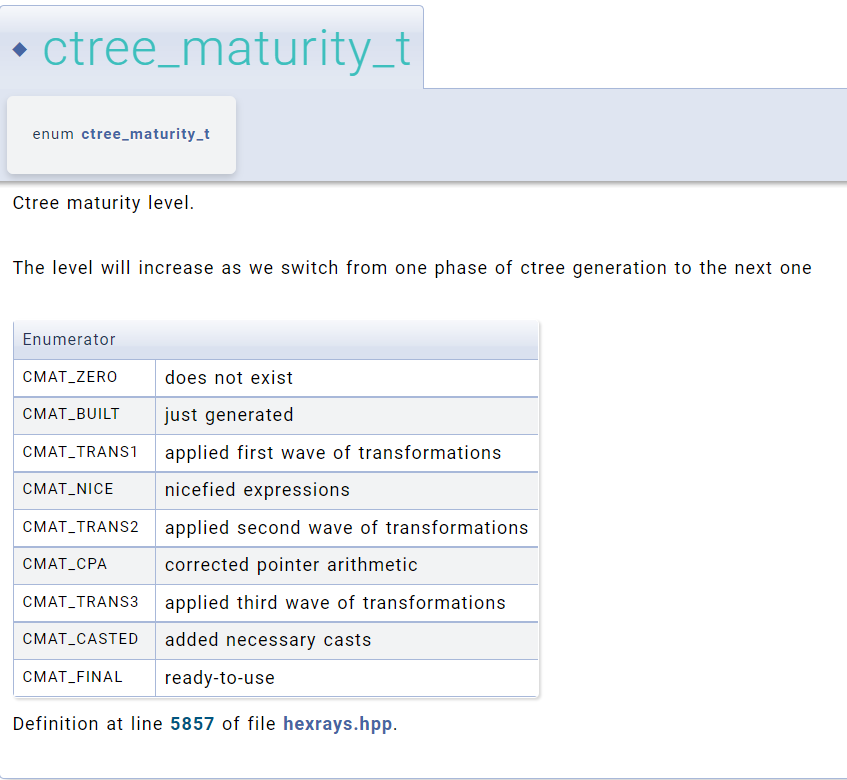 ctree_maturity_t
enum ctree_maturity_t
Ctree maturity level.
The level will increase as we switch from one phase of ctree generation to the next one
Enumerator
CMAT_ZERO does not exist
CMAT_BUILT just generated
CMAT_TRANS1 applied first wave of transformations
CMAT_NICE nicefied expressions
CMAT_TRANS2 applied second wave of transformations
CMAT_CPA corrected pointer arithmetic
CMAT_TRANS3 applied third wave of transformations
CMAT_CASTED added necessary casts
CMAT_FINAL ready-to-use
Definition at line 5857 of file hexrays.hpp.